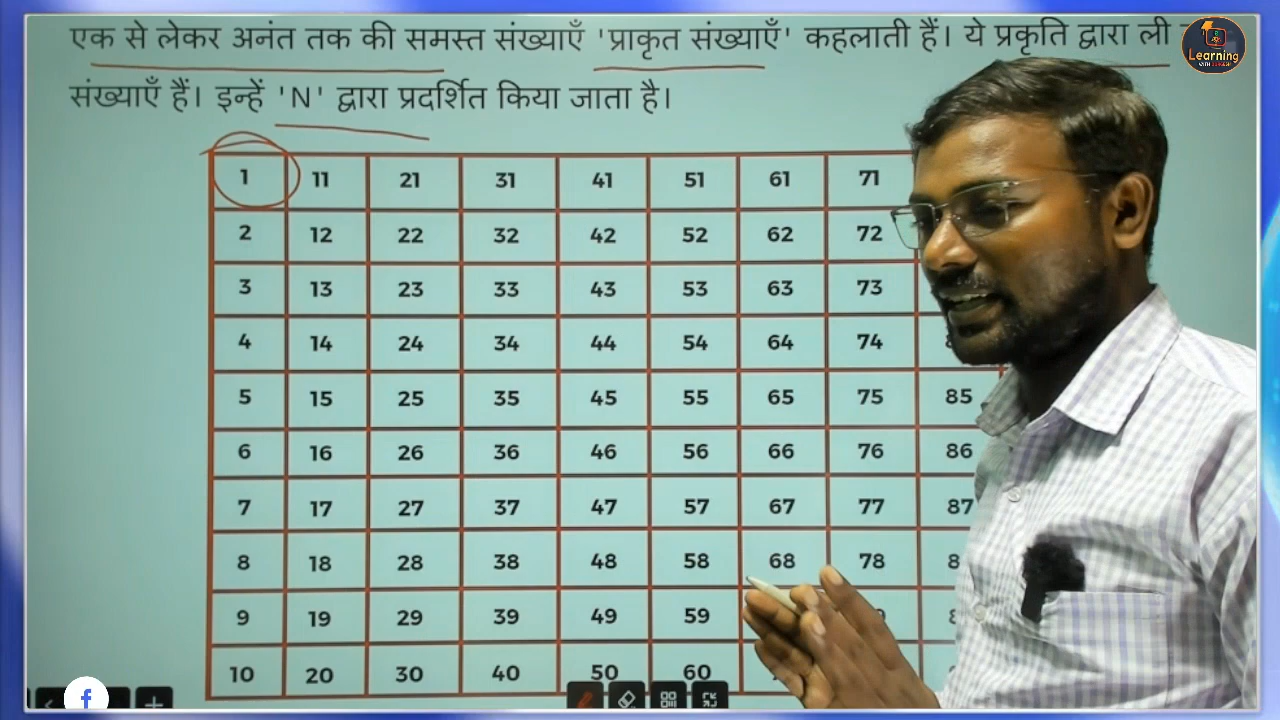 एक से लेकर अनंत तक की समस्त संख्याएँ 'प्राकृत संख्याएँ' कहलाती हैं। ये प्रकृति द्वारा ली
संख्याएँ हैं। इन्हें 'N' द्वारा प्रदर्शित किया जाता है।
Learning
1 11 21 31 41 51 61 71
2 12 22 32 42 52 62 72
3 13 23 33 43 53 63 73
4 14 24 34 44 54 64 74
5 15 25 35 45 55 65 75 85
6 16 26 36 46 56 66 76 86
7 17 27 37 47 57 67 77 87
8 18 28 38 48 58 68 78
9 19 29 39 49 59
10 20 30 40 50 60